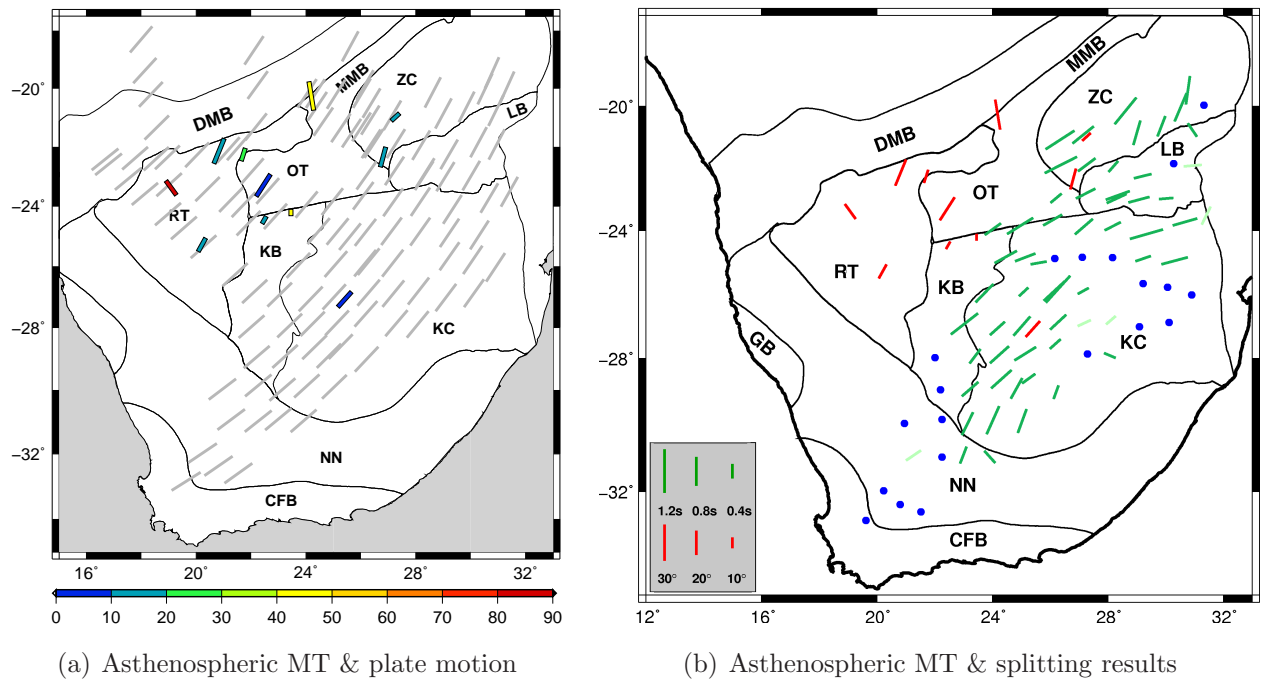 −20˚
−24˚
−28˚
−32˚
DMB
MMB
ZC
LB
OT
RT
KB
KC
NN
CFB
16˚
20˚
24˚
28˚
32˚
0 10 20 30 40 50 60 70 80 90
(a) Asthenospheric MT & plate motion
−20˚
−24˚
−28˚
−32˚
MMB
ZC
DMB
LB
OT
RT
KB
GB
KC
NN
CFB
1.2s 0.8s 0.4s
30° 20° 10°
12˚
16˚
20˚
24˚
28˚
32˚
(b) Asthenospheric MT & splitting results